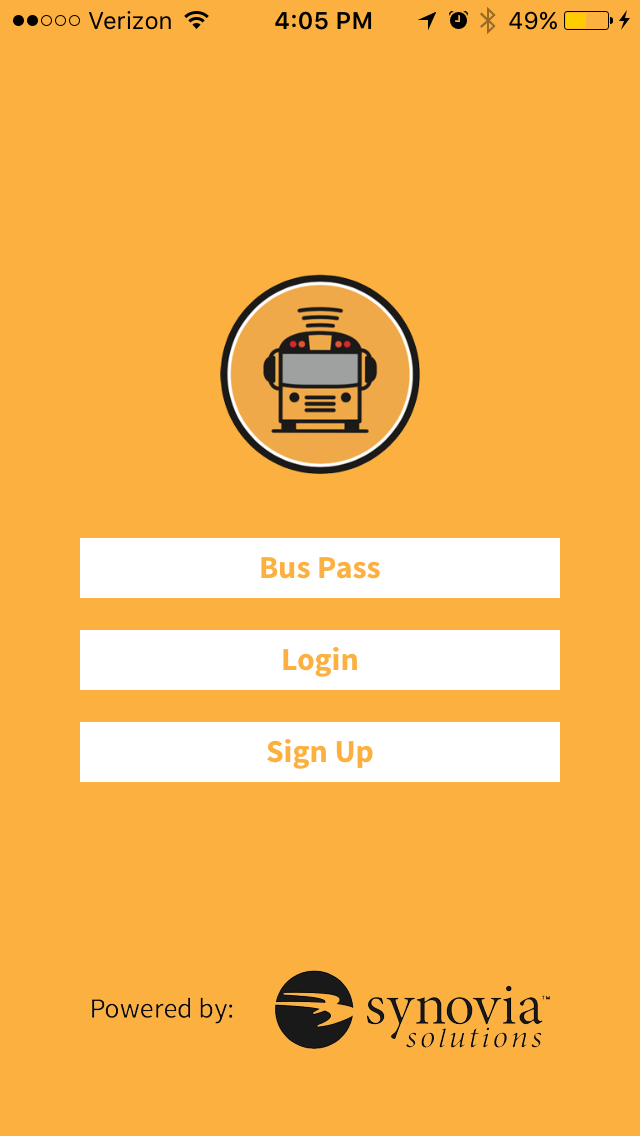 Verizon 4:05 PM 49%
Bus Pass
Login
Sign Up
Powered by: synovia™
solutions